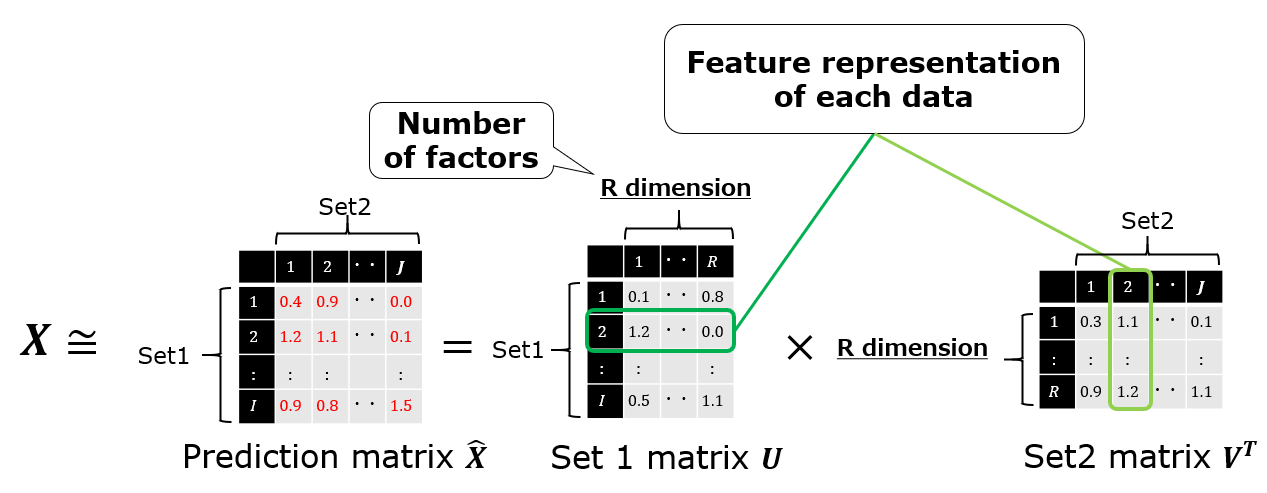 Feature representation
of each data
Number
of factors
R dimension
Set2
1 2 · · J
1 0.4 0.9 · · 0.0
2 1.2 1.1 · · 0.1
: : : :
I 0.9 0.8 · · 1.5
Set1
X ≅
Prediction matrix X̂
=
1 · · R
1 0.1 · · 0.8
2 1.2 · · 0.0
: : :
I 0.5 · · 1.1
Set1
Set 1 matrix U
×
R dimension
Set2
1 2 · · J
1 0.3 1.1 · · 0.1
: : : :
R 0.9 1.2 · · 1.1
Set2 matrix Vᵀ